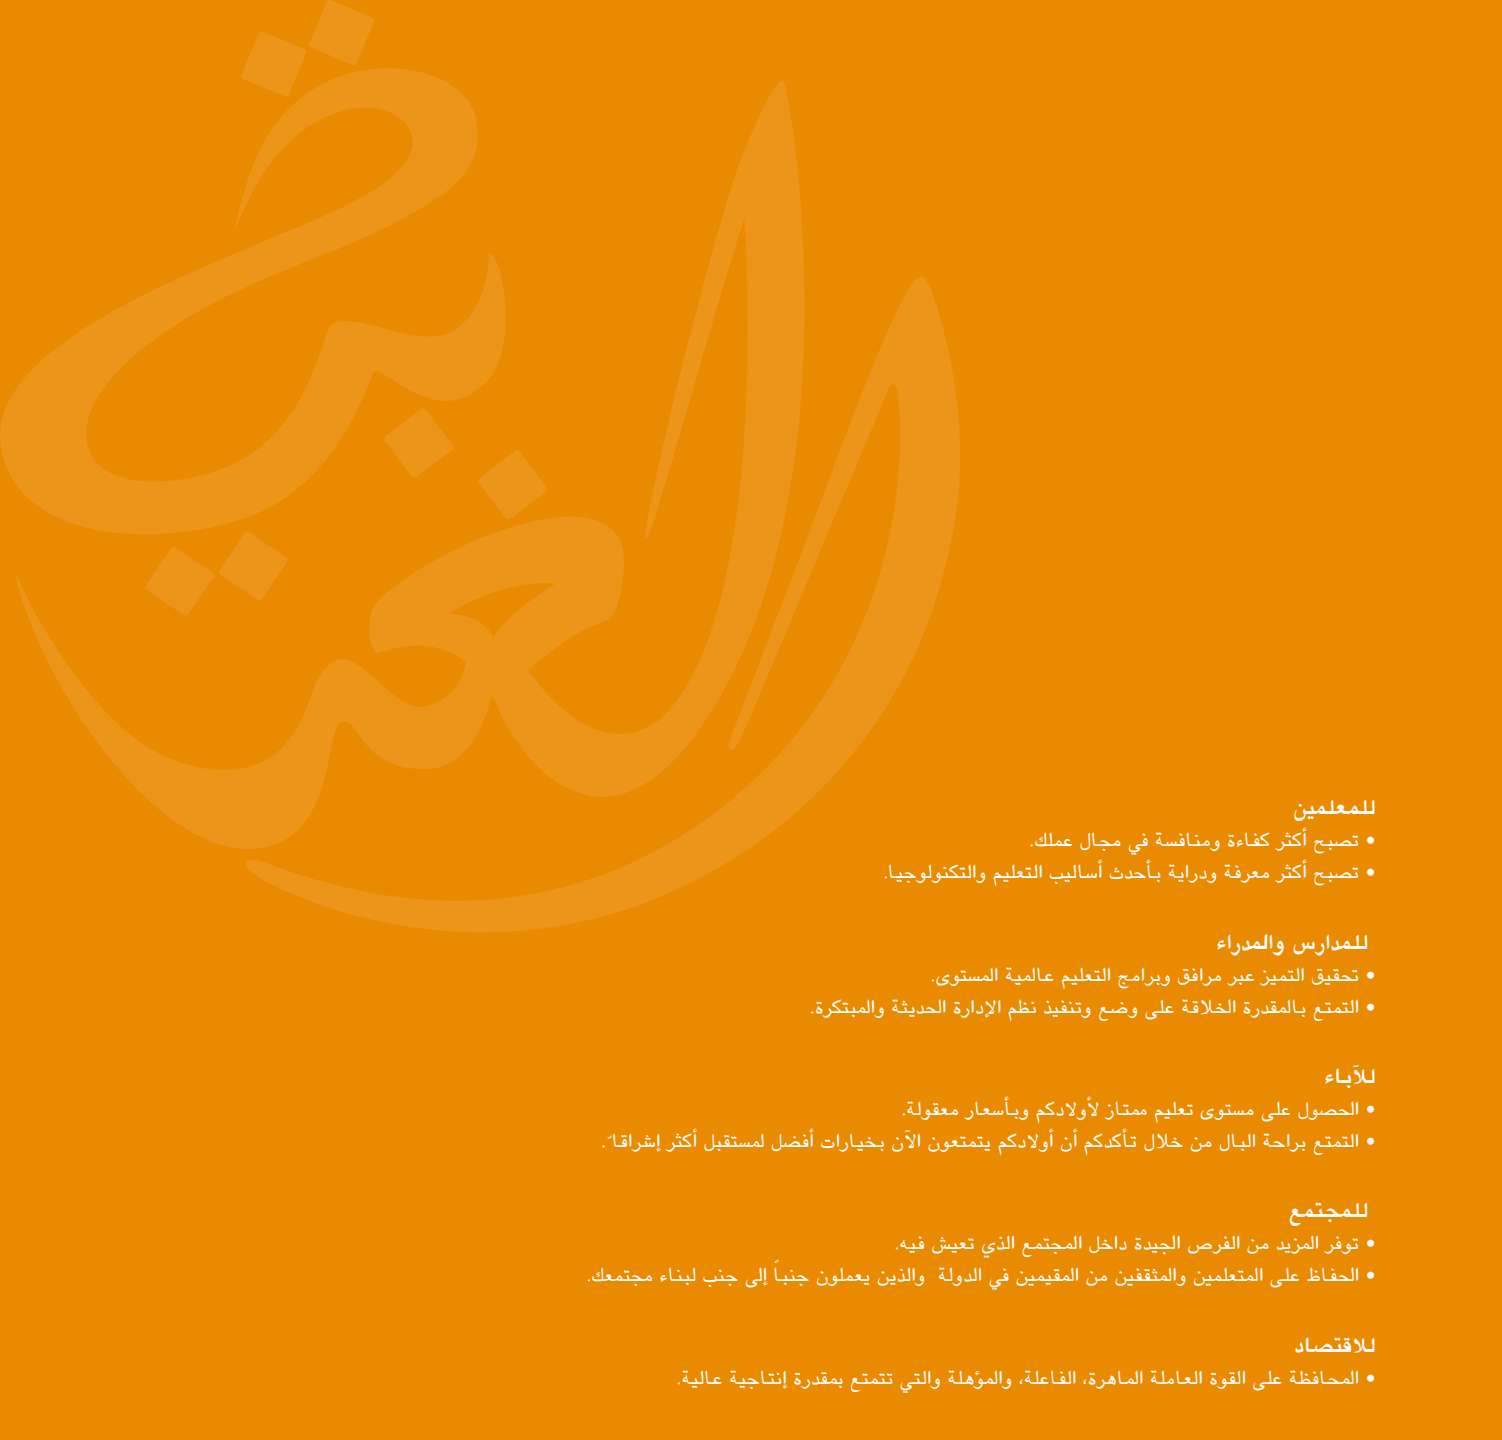 للمعلمين
• تصبح أكثر كفاءة ومنافسة في مجال عملك.
• تصبح أكثر معرفة ودراية بأحدث أساليب التعليم والتكنولوجيا.
للمدارس والمدراء
• تحقيق التميز عبر مرافق وبرامج التعليم عالمية المستوى.
• التمتع بالمقدرة الخلاقة على وضع وتنفيذ نظم الإدارة الحديثة والمبتكرة.
للآباء
• الحصول على مستوى تعليم ممتاز لأولادكم وبأسعار معقولة.
• التمتع براحة البال من خلال تأكدكم أن أولادكم يتمتعون الآن بخيارات أفضل لمستقبل أكثر إشراقاً.
للمجتمع
• توفر المزيد من الفرص الجيدة داخل المجتمع الذي تعيش فيه.
• الحفاظ على المتعلمين والمثقفين من المقيمين في الدولة والذين يعملون جنباً إلى جنب لبناء مجتمعك.
للاقتصاد
• المحافظة على القوة العاملة الماهرة، الفاعلة، والمؤهلة والتي تتمتع بمقدرة إنتاجية عالية.